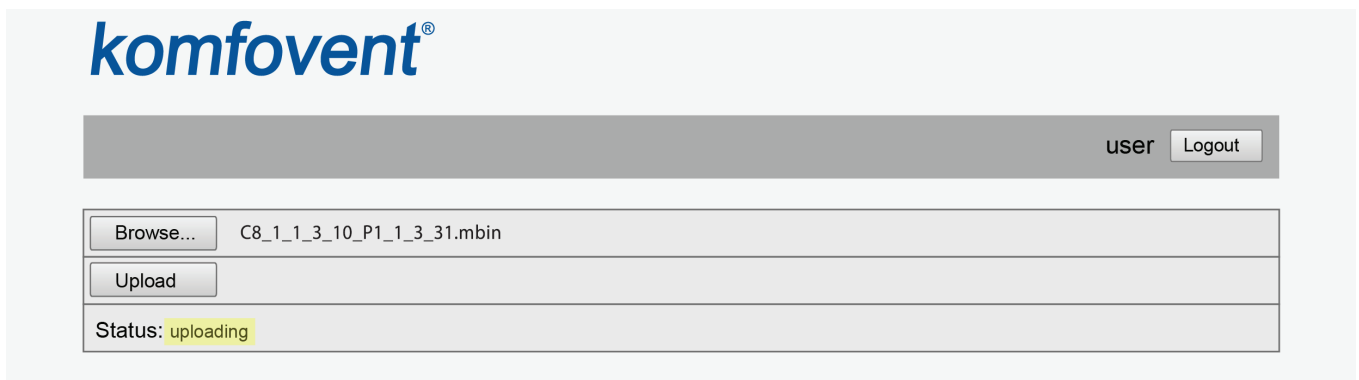 komfovent®
user Logout
Browse... C8_1_1_3_10_P1_1_3_31.mbin
Upload
Status: uploading